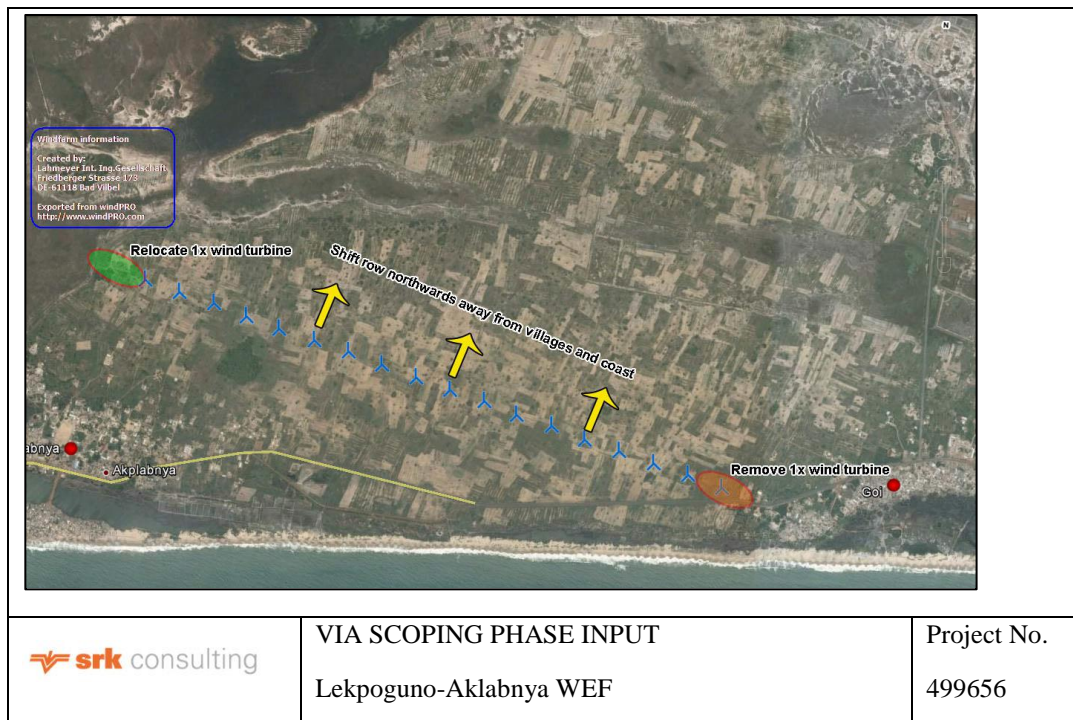 N
Windfarm information
Created by:
Lahmeyer Int. Ing.Gesellschaft
Friedberger Strasse 173
DE-61118 Bad Vilbel
Exported from windPRO
http://www.windPRO.com
Relocate 1x wind turbine
Shift row northwards away from villages and coast
abnya
Akplabnya
Remove 1x wind turbine
Goi
srk consulting
VIA SCOPING PHASE INPUT
Lekpoguno-Aklabnya WEF
Project No.
499656